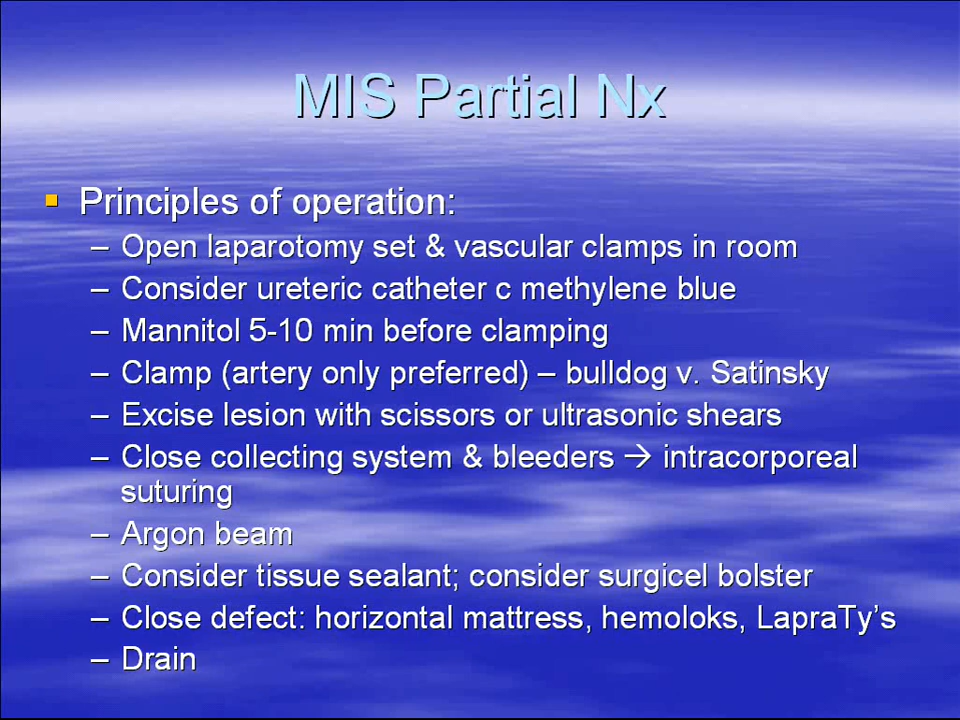 MIS Partial Nx
▪ Principles of operation:
– Open laparotomy set & vascular clamps in room
– Consider ureteric catheter c methylene blue
– Mannitol 5-10 min before clamping
– Clamp (artery only preferred) – bulldog v. Satinsky
– Excise lesion with scissors or ultrasonic shears
– Close collecting system & bleeders → intracorporeal
suturing
– Argon beam
– Consider tissue sealant; consider surgicel bolster
– Close defect: horizontal mattress, hemoloks, LapraTy’s
– Drain